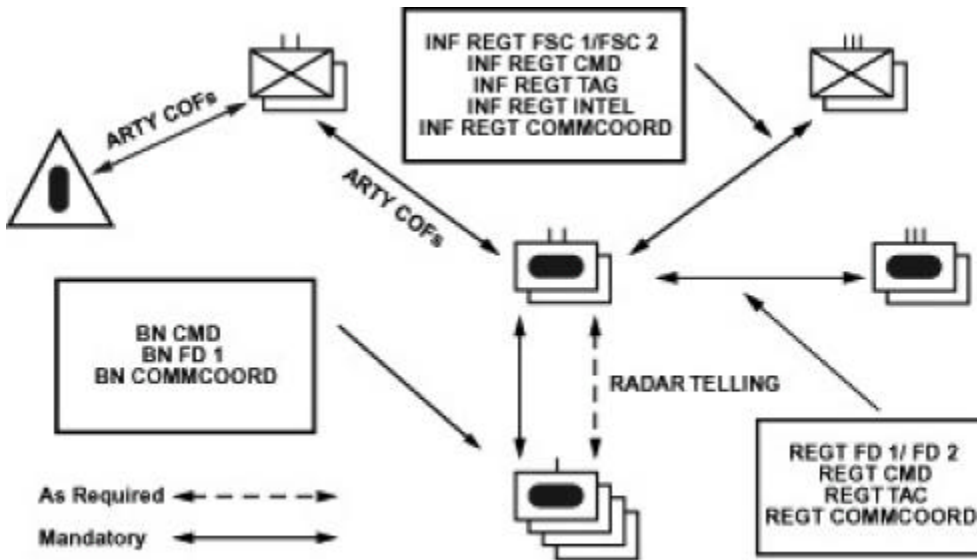 INF REGT FSC 1/FSC 2
INF REGT CMD
INF REGT TAG
INF REGT INTEL
INF REGT COMMCOORD
ARTY COFs
ARTY COFs
BN CMD
BN FD 1
BN COMMCOORD
RADAR TELLING
REGT FD 1/ FD 2
REGT CMD
REGT TAC
REGT COMMCOORD
As Required
Mandatory